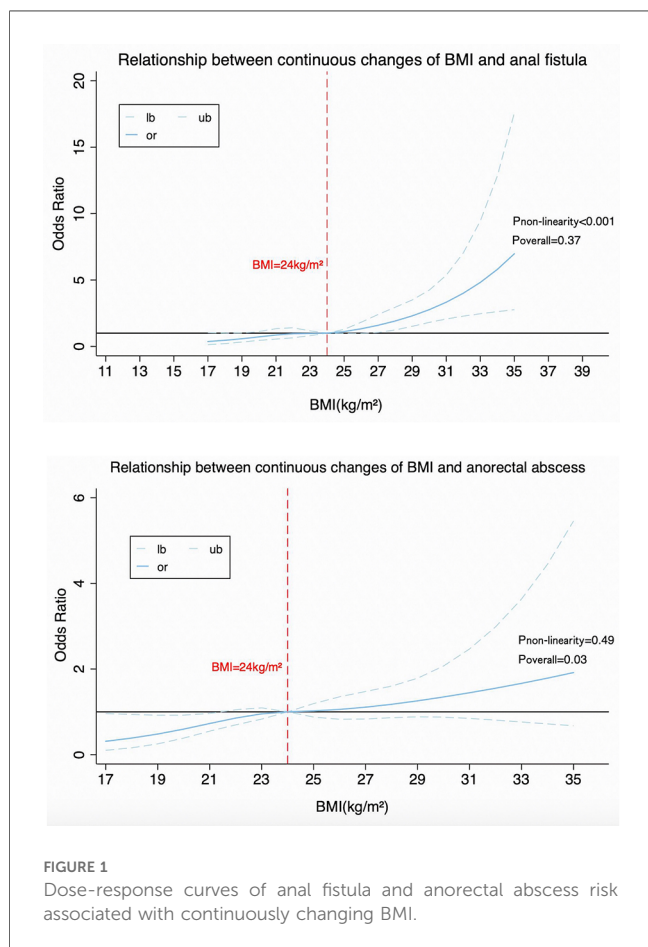 Relationship between continuous changes of BMI and anal fistula
20
15
10
5
0
Odds Ratio
lb ub
or
Pnon-linearity<0.001
Poverall=0.37
BMI=24kg/m²
11 13 15 17 19 21 23 25 27 29 31 33 35 37 39
BMI(kg/m²)
Relationship between continuous changes of BMI and anorectal abscess
6
4
2
0
Odds Ratio
lb ub
or
Pnon-linearity=0.49
Poverall=0.03
BMI=24kg/m²
17 19 21 23 25 27 29 31 33 35
BMI(kg/m²)
FIGURE 1
Dose-response curves of anal fistula and anorectal abscess risk
associated with continuously changing BMI.